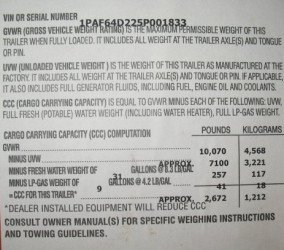 VIN OR SERIAL NUMBER
1PAF64D225P001833
GVWR (GROSS VEHICLE WEIGHT RATING) IS THE MAXIMUM PERMISSIBLE WEIGHT OF THIS
TRAILER WHEN FULLY LOADED. IT INCLUDES ALL WEIGHT AT THE TRAILER AXLE(S) AND TONGUE
OR PIN.
UVW (UNLOADED VEHICLE WEIGHT) IS THE WEIGHT OF THIS TRAILER AS MANUFACTURED AT THE
FACTORY. IT INCLUDES ALL WEIGHT AT THE TRAILER AXLE(S) AND TONGUE OR PIN. IF APPLICABLE,
IT ALSO INCLUDES FULL GENERATOR FLUIDS, INCLUDING FUEL, ENGINE OIL AND COOLANTS.
CCC (CARGO CARRYING CAPACITY) IS EQUAL TO GVWR MINUS EACH OF THE FOLLOWING: UVW,
FULL FRESH (POTABLE) WATER WEIGHT (INCLUDING WATER HEATER), FULL LP-GAS WEIGHT.
CARGO CARRYING CAPACITY (CCC) COMPUTATION POUNDS KILOGRAMS
GVWR 10,070 4,568
MINUS UVW APPROX. 7100 3,221
MINUS FRESH WATER WEIGHT OF 31 GALLONS @ 8.3 LB/GAL 257 117
MINUS LP-GAS WEIGHT OF 9 GALLONS @ 4.2 LB/GAL 41 18
=CCC FOR THIS TRAILER* APPROX. 2,672 1,212
*DEALER INSTALLED EQUIPMENT WILL REDUCE CCC
CONSULT OWNER MANUAL(S) FOR SPECIFIC WEIGHING INSTRUCTIONS
AND TOWING GUIDELINES.